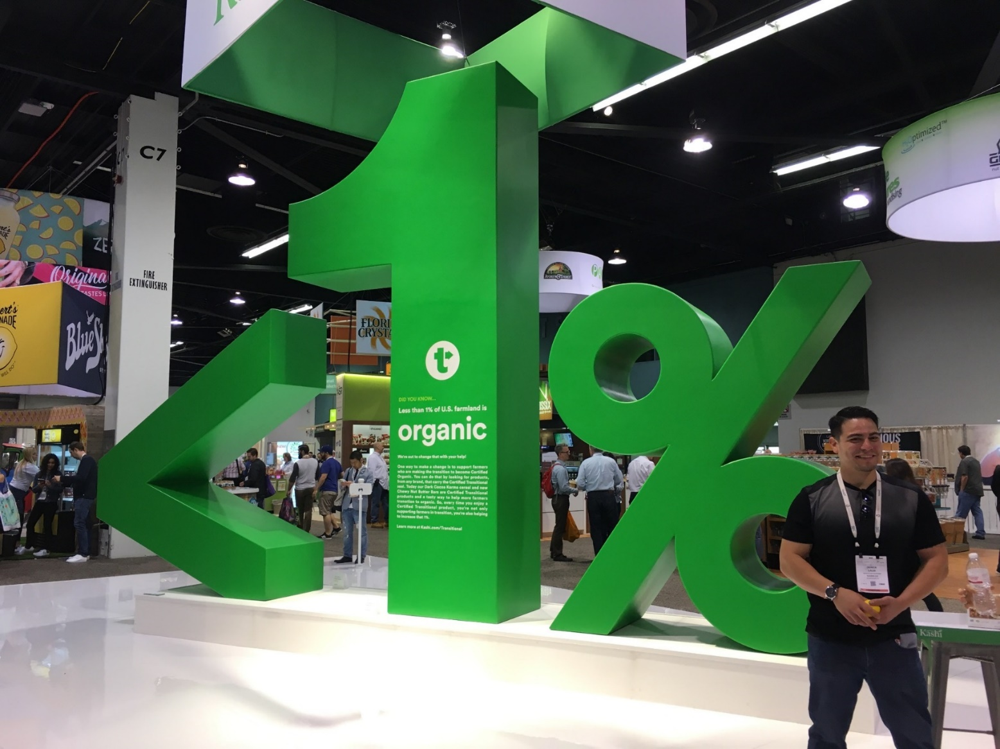 C7
FIRE
EXTINGUISHER
Origina
ZE
ert's
NADE
BlueSh
WILL DO
FLORI
CRYSTA
<1%
t
DID YOU KNOW...
Less than 1% of U.S. farmland is
organic
We're out to change that with your help!
One way to make a change is to support farmers
who are making the transition to become Certified
Organic. You can do that by looking for products,
from any brand, that carry the Certified Transitional
seal. Today our Dark Cocoa Karma cereal and new
Chewy Nut Butter Bars are Certified Transitional
products and a tasty way to help more farmers
transition to organic. So, every time you enjoy a
Certified Transitional product, you're not only
supporting farmers in transition, you're also helping
to increase that 1%.
Learn more at Kashi.com/Transitional
ptimized™
Kashi